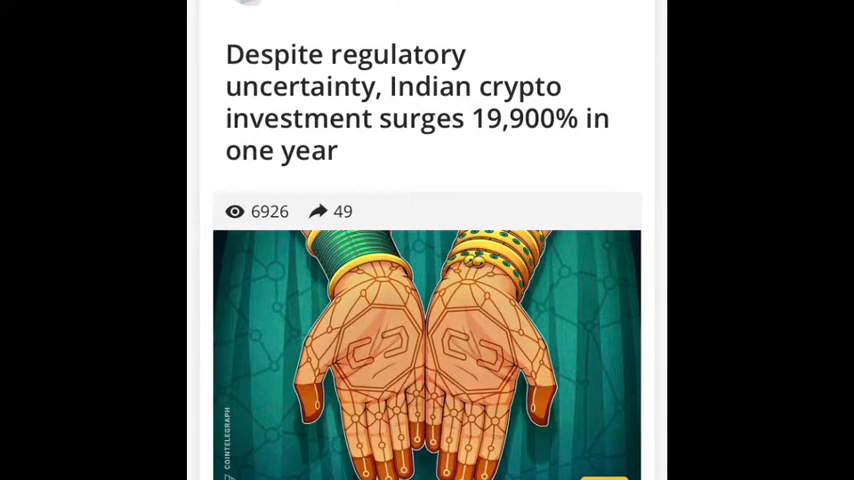 Despite regulatory
uncertainty, Indian crypto
investment surges 19,900% in
one year
6926 49
COINTELEGRAPH